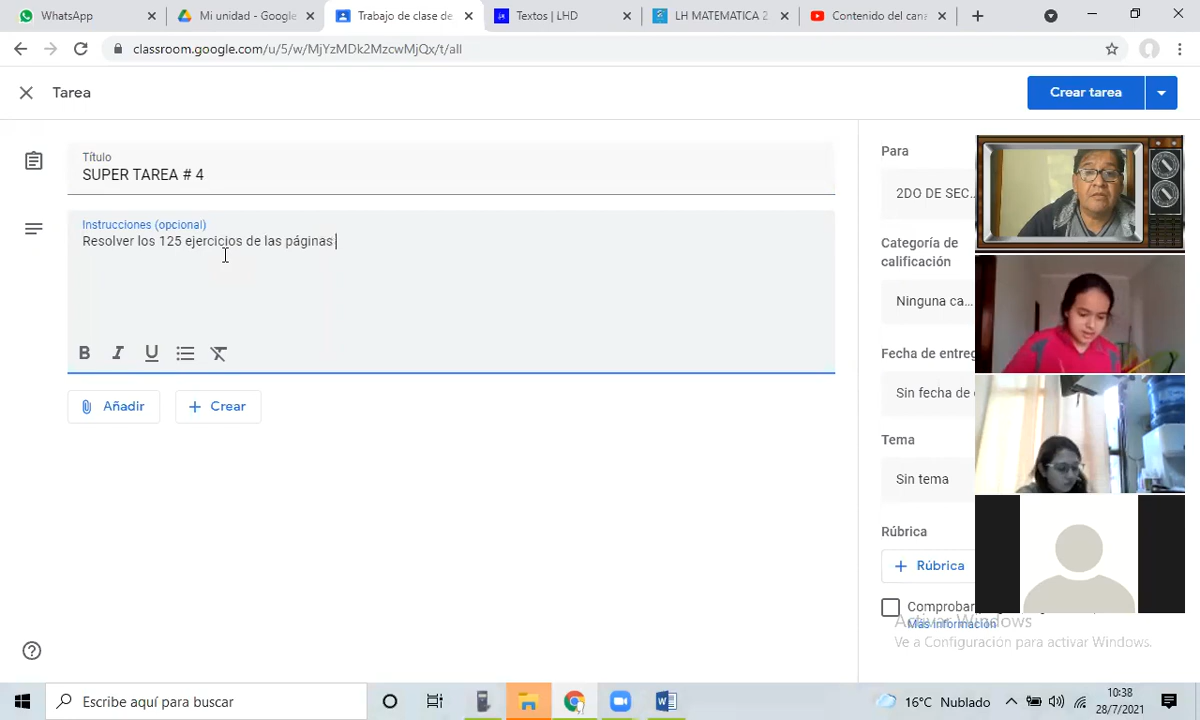 WhatsApp
Mi unidad - Google
Trabajo de clase de
Textos | LHD
LH MATEMATICA 2
Contenido del cana
classroom.google.com/u/5/w/MjYzMDk2MzcwMjQx/t/all
Tarea
Crear tarea
Título
SUPER TAREA # 4
Instrucciones (opcional)
Resolver los 125 ejercicios de las páginas
B I U
Añadir
Crear
Para
2DO DE SEC...
Categoría de
calificación
Ninguna ca...
Fecha de entreg
Sin fecha de
Tema
Sin tema
Rúbrica
Rúbrica
Comprobar
Más información
Activar Windows
Ve a Configuración para activar Windows.
Escribe aquí para buscar
16°C Nublado
10:38
28/7/2021